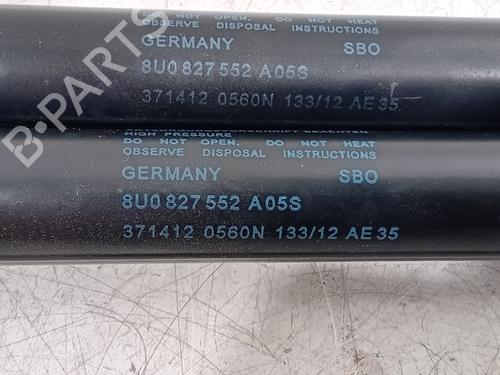 DO NOT OPEN, DO NOT HEAT
OBSERVE DISPOSAL INSTRUCTIONS
GERMANY SBO
8U0 827 552 A05S
371412 0560N 133/12 AE35
HIGH PRESSURE
DO NOT OPEN, DO NOT HEAT
OBSERVE DISPOSAL INSTRUCTIONS
GERMANY SBO
8U0 827 552 A05S
371412 0560N 133/12 AE35
B-Parts